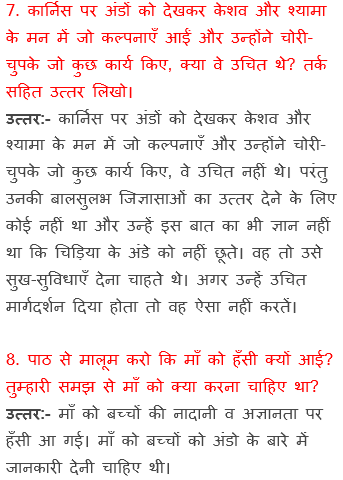 7. कार्निस पर अंडों को देखकर केशव और श्यामा
के मन में जो कल्पनाएँ आईं और उन्होंने चोरी-
चुपके जो कुछ कार्य किए, क्या वे उचित थे? तर्क
सहित उत्तर लिखो।
उत्तर:- कार्निस पर अंडों को देखकर केशव और
श्यामा के मन में जो कल्पनाएँ और उन्होंने चोरी-
चुपके जो कुछ कार्य किए, वे उचित नहीं थे। परंतु
उनकी बालसुलभ जिज्ञासाओं का उत्तर देने के लिए
कोई नहीं था और उन्हें इस बात का भी ज्ञान नहीं
था कि चिड़िया के अंडे को नहीं छूते। वह तो उसे
सुख-सुविधाएँ देना चाहते थे। अगर उन्हें उचित
मार्गदर्शन दिया होता तो वह ऐसा नहीं करतें।
8. पाठ से मालूम करो कि माँ को हँसी क्यों आई?
तुम्हारी समझ से माँ को क्या करना चाहिए था?
उत्तर:- माँ को बच्चों की नादानी व अज्ञानता पर
हँसी आ गई। माँ को बच्चों को अंडो के बारे में
जानकारी देनी चाहिए थी।